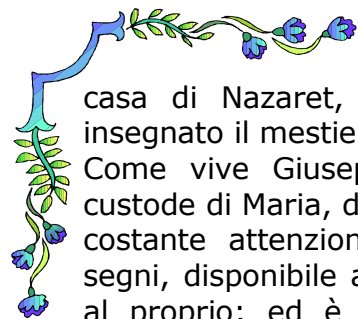 casa di Nazaret,
insegnato il mestie
Come vive Giusep
custode di Maria, d
costante attenzion
segni, disponibile a
al proprio; ed è